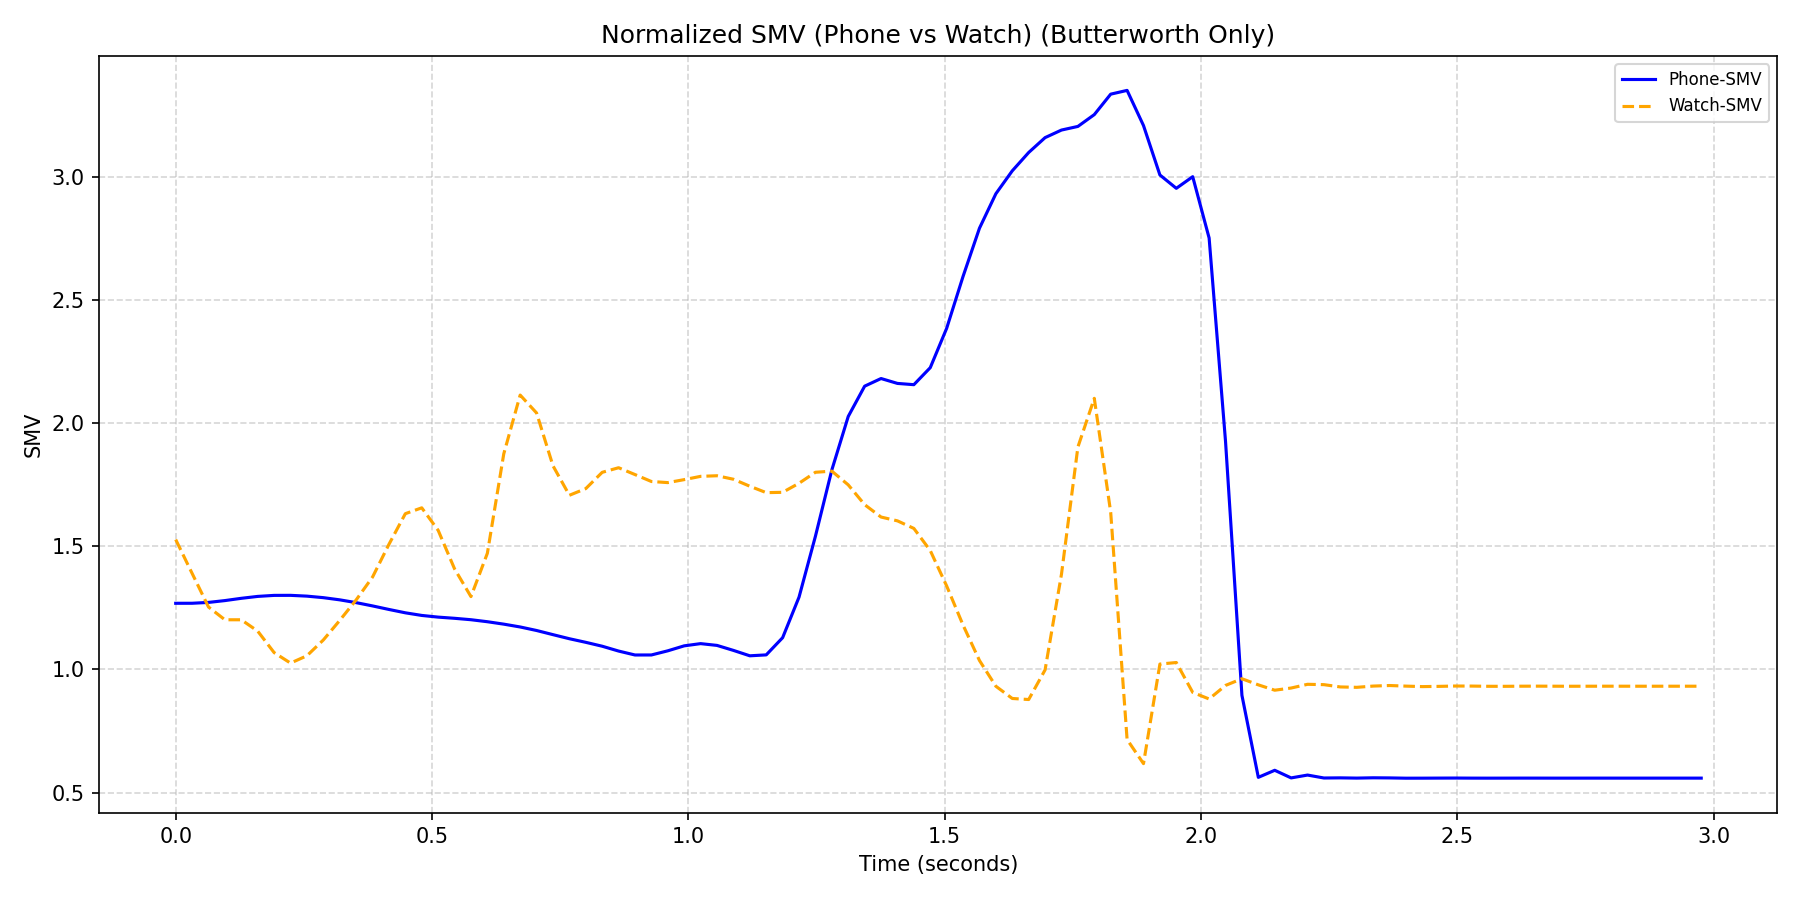 Normalized SMV (Phone vs Watch) (Butterworth Only)
Phone-SMV
Watch-SMV
SMV
3.0
2.5
2.0
1.5
1.0
0.5
0.0 0.5 1.0 1.5 2.0 2.5 3.0
Time (seconds)